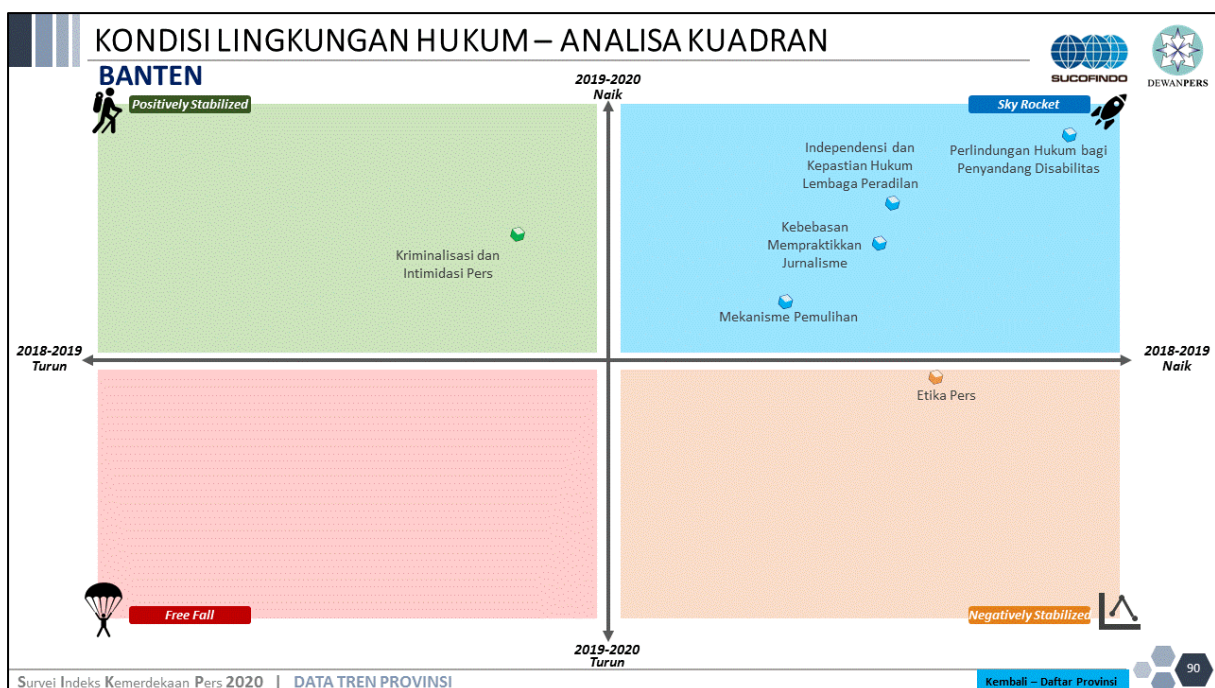 KONDISI LINGKUNGAN HUKUM – ANALISA KUADRAN
BANTEN
SUCOFINDO
DEWANPERS
2019-2020
Naik
Positively Stabilized
Sky Rocket
Independensi dan
Kepastian Hukum
Lembaga Peradilan
Perlindungan Hukum bagi
Penyandang Disabilitas
Kriminalisasi dan
Intimidasi Pers
Kebebasan
Mempraktikkan
Jurnalisme
Mekanisme Pemulihan
2018-2019
Turun
2018-2019
Naik
Etika Pers
Free Fall
Negatively Stabilized
2019-2020
Turun
Survei Indeks Kemerdekaan Pers 2020 | DATA TREN PROVINSI
Kembali – Daftar Provinsi
90